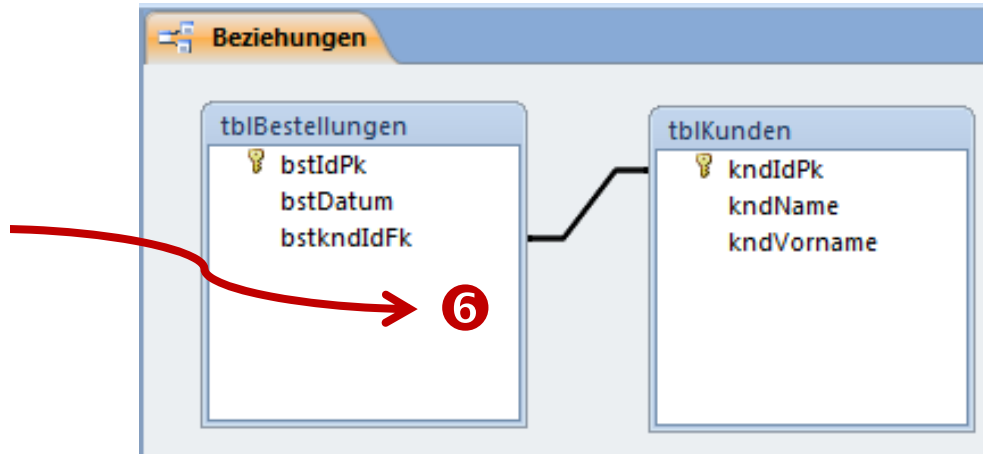 Beziehungen
tblBestellungen
bstIdPk
bstDatum
bstkndIdFk
6
tblKunden
kndIdPk
kndName
kndVorname